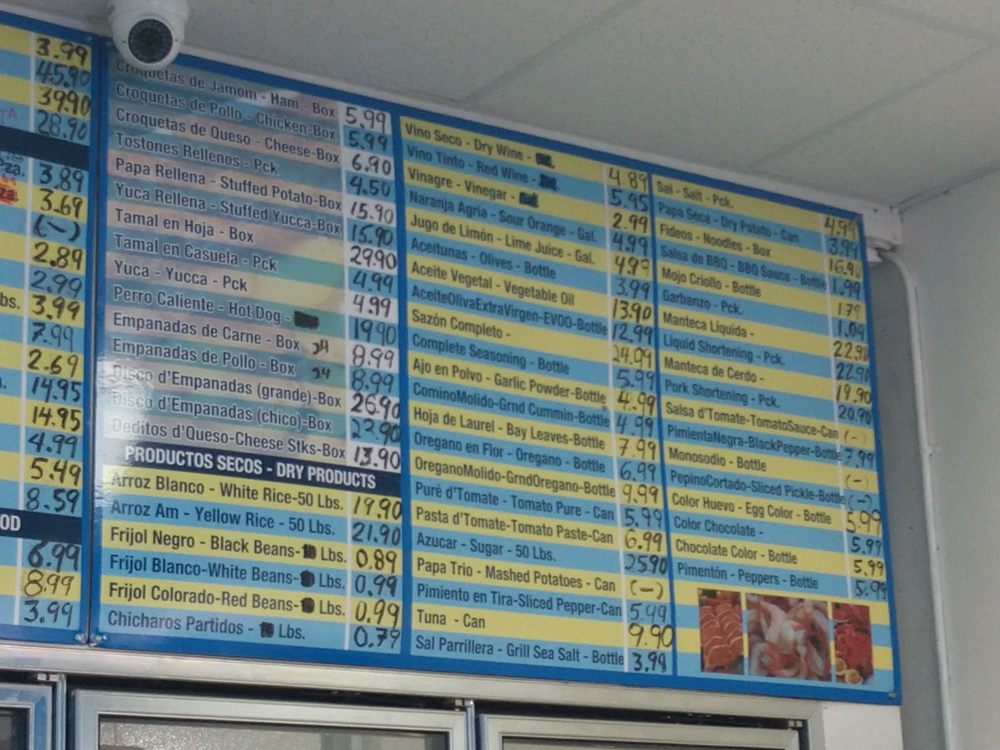 3.99
45.90
39.90
28.90
za. 3.89
za. 3.69
(-)
2.89
2.99
bs. 3.99
7.99
2.69
14.95
14.95
4.99
5.49
8.59
OD
6.99
8.99
3.99
Croquetas de Jamom - Ham - Box 5.99
Croquetas de Pollo - Chicken-Box 5.99
Croquetas de Queso - Cheese-Box 6.90
Tostones Rellenos - Pck. 4.50
Papa Rellena - Stuffed Potato-Box 15.90
Yuca Rellena - Stuffed Yucca-Box 15.90
Tamal en Hoja - Box 29.90
Tamal en Casuela - Pck 4.99
Yuca - Yucca - Pck 4.99
Perro Caliente - Hot Dog - 19.90
Empanadas de Carne - Box 24 8.99
Empanadas de Pollo - Box 24 8.99
Disco d'Empanadas (grande)-Box 26.90
Disco d'Empanadas (chico)-Box 22.90
Deditos d'Queso-Cheese Stks-Box 13.90
PRODUCTOS SECOS - DRY PRODUCTS
Arroz Blanco - White Rice-50 Lbs. 19.90
Arroz Am - Yellow Rice - 50 Lbs. 21.90
Frijol Negro - Black Beans- Lbs. 0.89
Frijol Blanco-White Beans- Lbs. 0.99
Frijol Colorado-Red Beans- Lbs. 0.99
Chicharos Partidos - Lbs. 0.79
Vino Seco - Dry Wine - 4.89
Vino Tinto - Red Wine - 5.95
Vinagre - Vinegar - 2.99
Naranja Agria - Sour Orange - Gal. 4.99
Jugo de Limón - Lime Juice - Gal. 4.99
Aceitunas - Olives - Bottle 3.99
Aceite Vegetal - Vegetable Oil 13.90
AceiteOlivaExtraVirgen-EVOO-Bottle 12.99
Sazón Completo - 24.99
Complete Seasoning - Bottle 5.99
Ajo en Polvo - Garlic Powder-Bottle 4.99
CominoMolido-Grnd Cummin-Bottle 4.99
Hoja de Laurel - Bay Leaves-Bottle 7.99
Oregano en Flor - Oregano - Bottle 6.99
OreganoMolido-GrndOregano-Bottle 9.99
Puré d'Tomate - Tomato Pure - Can 5.99
Pasta d'Tomate-Tomato Paste-Can 6.99
Azucar - Sugar - 50 Lbs. 25.90
Papa Trio - Mashed Potatoes - Can (-)
Pimiento en Tira-Sliced Pepper-Can 5.99
Tuna - Can 9.90
Sal Parrillera - Grill Sea Salt - Bottle 3.99
Sal - Salt - Pck. 4.99
Papa Seca - Dry Potato - Can 3.99
Fideos - Noodles - Box 16.90
Salsa de BBQ - BBQ Sauce - Bottle 1.99
Mojo Criollo - Bottle 1.79
Garbanzo - Pck. 1.09
Manteca Liquida - 22.90
Liquid Shortening - Pck. 22.90
Manteca de Cerdo - 19.90
Pork Shortening - Pck. 20.90
Salsa d'Tomate-TomatoSauce-Can (-)
PimientaNegra-BlackPepper-Bottle 7.99
Monosodio - Bottle (-)
PepinoCortado-Sliced Pickle-Bottle (-)
Color Huevo - Egg Color - Bottle 5.99
Color Chocolate - 5.99
Chocolate Color - Bottle 5.99
Pimentón - Peppers - Bottle 5.99